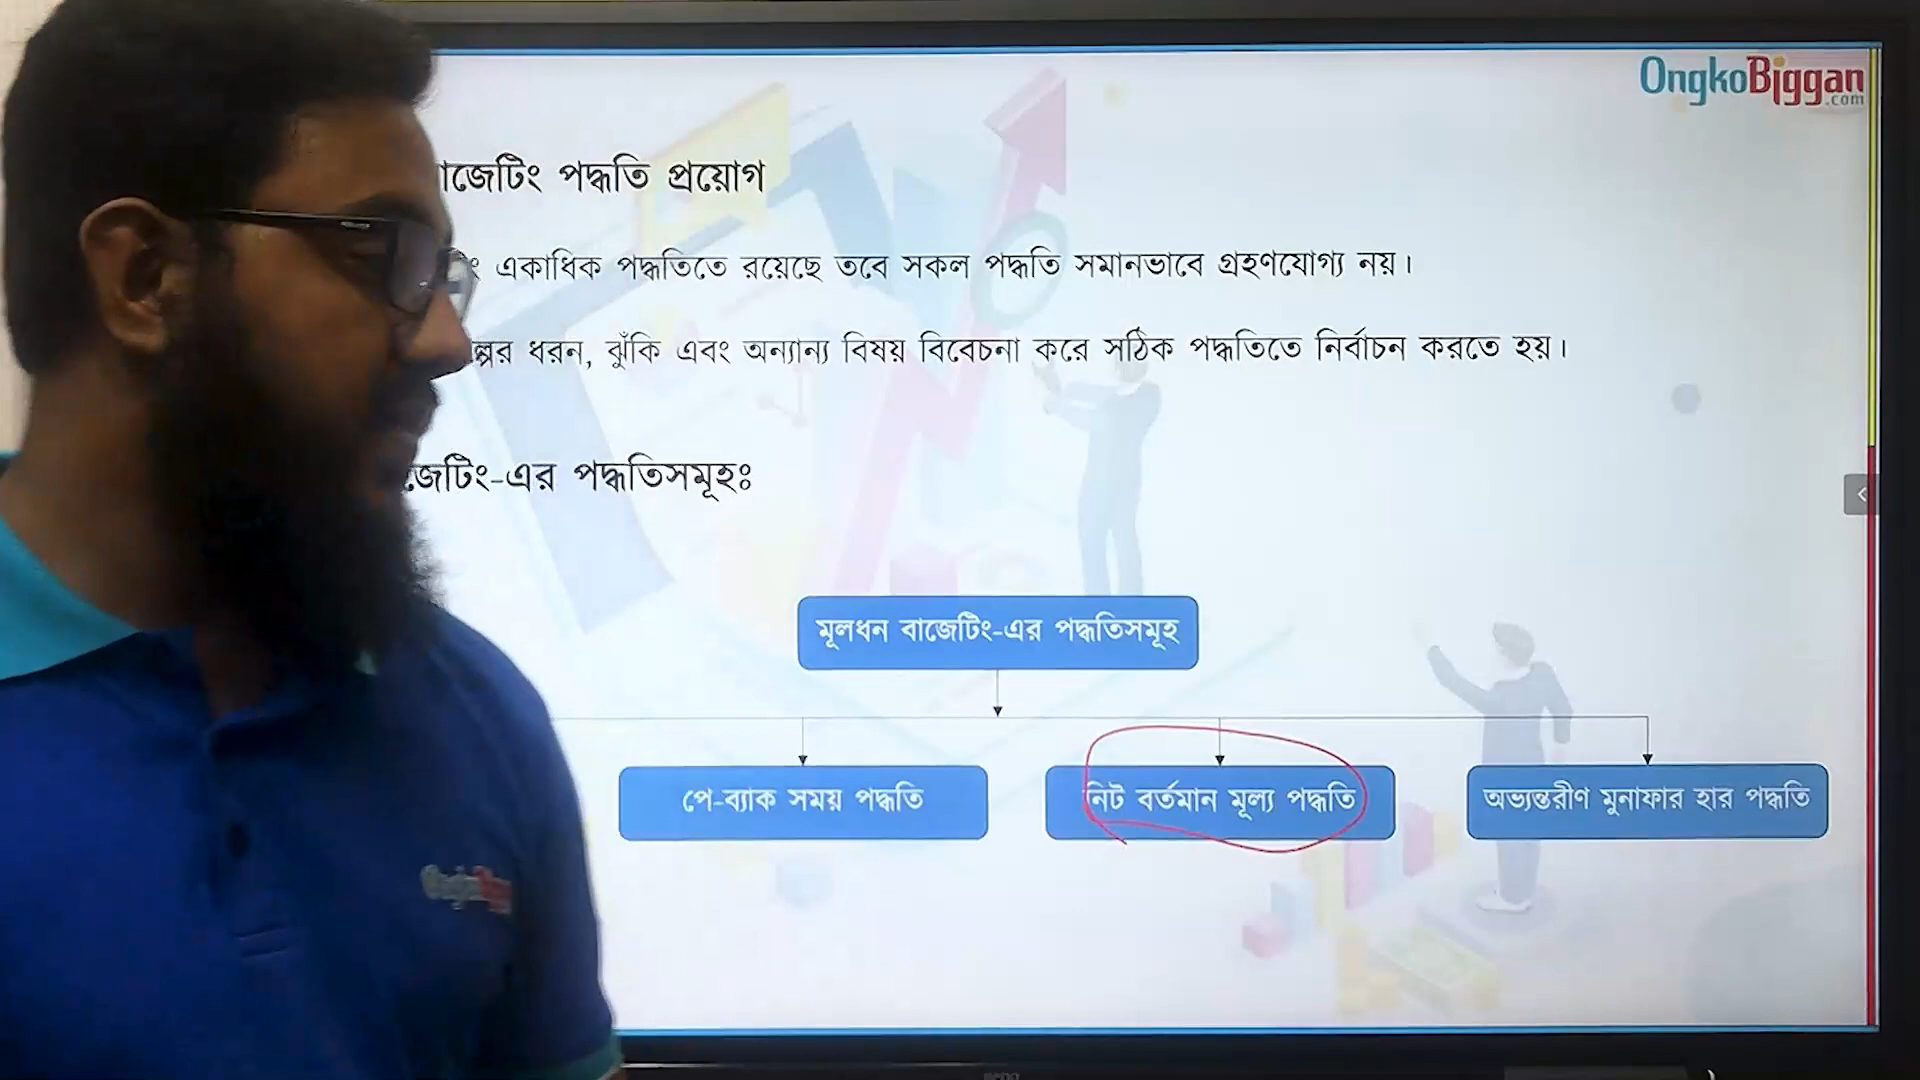 OngkoBiggan
.com
বাজেটিং পদ্ধতি প্রয়োগ
একাধিক পদ্ধতিতে রয়েছে তবে সকল পদ্ধতি সমানভাবে গ্রহণযোগ্য নয়।
ধরন, ঝুঁকি এবং অন্যান্য বিষয় বিবেচনা করে সঠিক পদ্ধতিতে নির্বাচন করতে হয়।
জেটিং-এর পদ্ধতিসমূহঃ
মূলধন বাজেটিং-এর পদ্ধতিসমূহ
পে-ব্যাক সময় পদ্ধতি
নিট বর্তমান মূল্য পদ্ধতি
অভ্যন্তরীণ মুনাফার হার পদ্ধতি